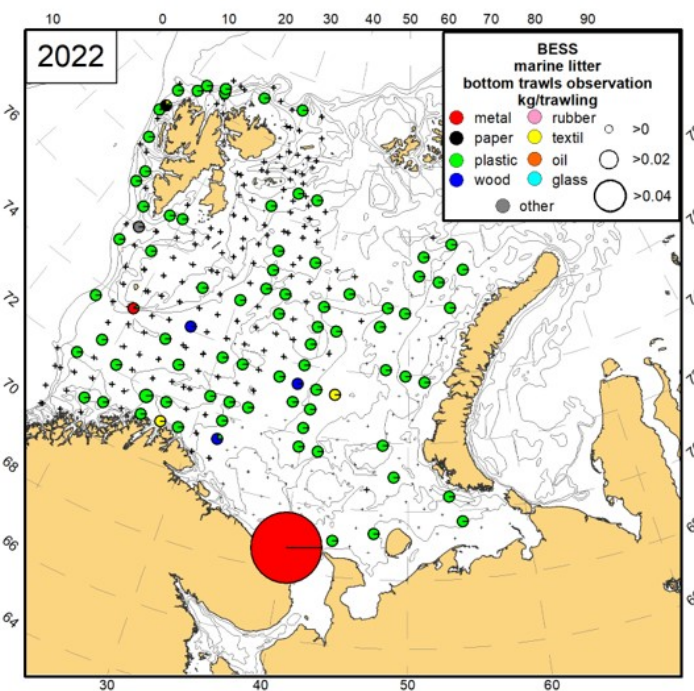 10 0 10 20 30 40 50 60 70 80 90
2022
BESS
marine litter
bottom trawls observation
kg/trawling
metal rubber
paper textil >0
plastic oil >0.02
wood glass
other >0.04
76
74
72
70
68
66
64
30 40 50 60